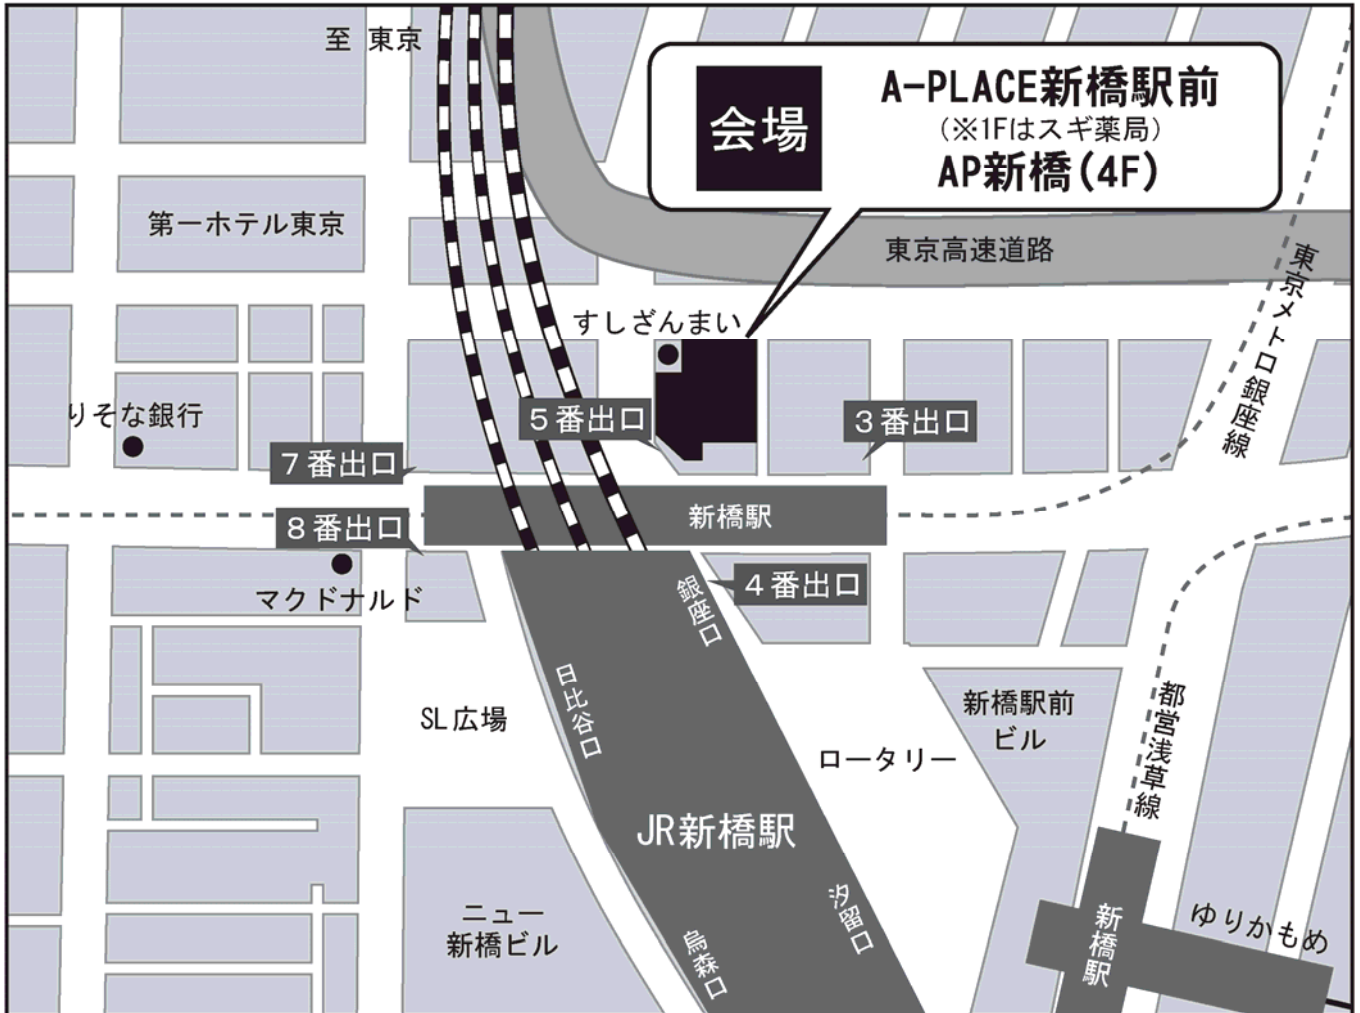 至 東京
会場
A-PLACE新橋駅前
(※1Fはスギ薬局)
AP新橋(4F)
第一ホテル東京
東京高速道路
東京メトロ銀座線
すしざんまい
りそな銀行
5番出口
3番出口
7番出口
新橋駅
8番出口
マクドナルド
銀座口
4番出口
日比谷口
SL広場
新橋駅前
ビル
都営浅草線
ロータリー
JR新橋駅
汐留口
ニュー
新橋ビル
烏森口
新橋駅
ゆりかもめ